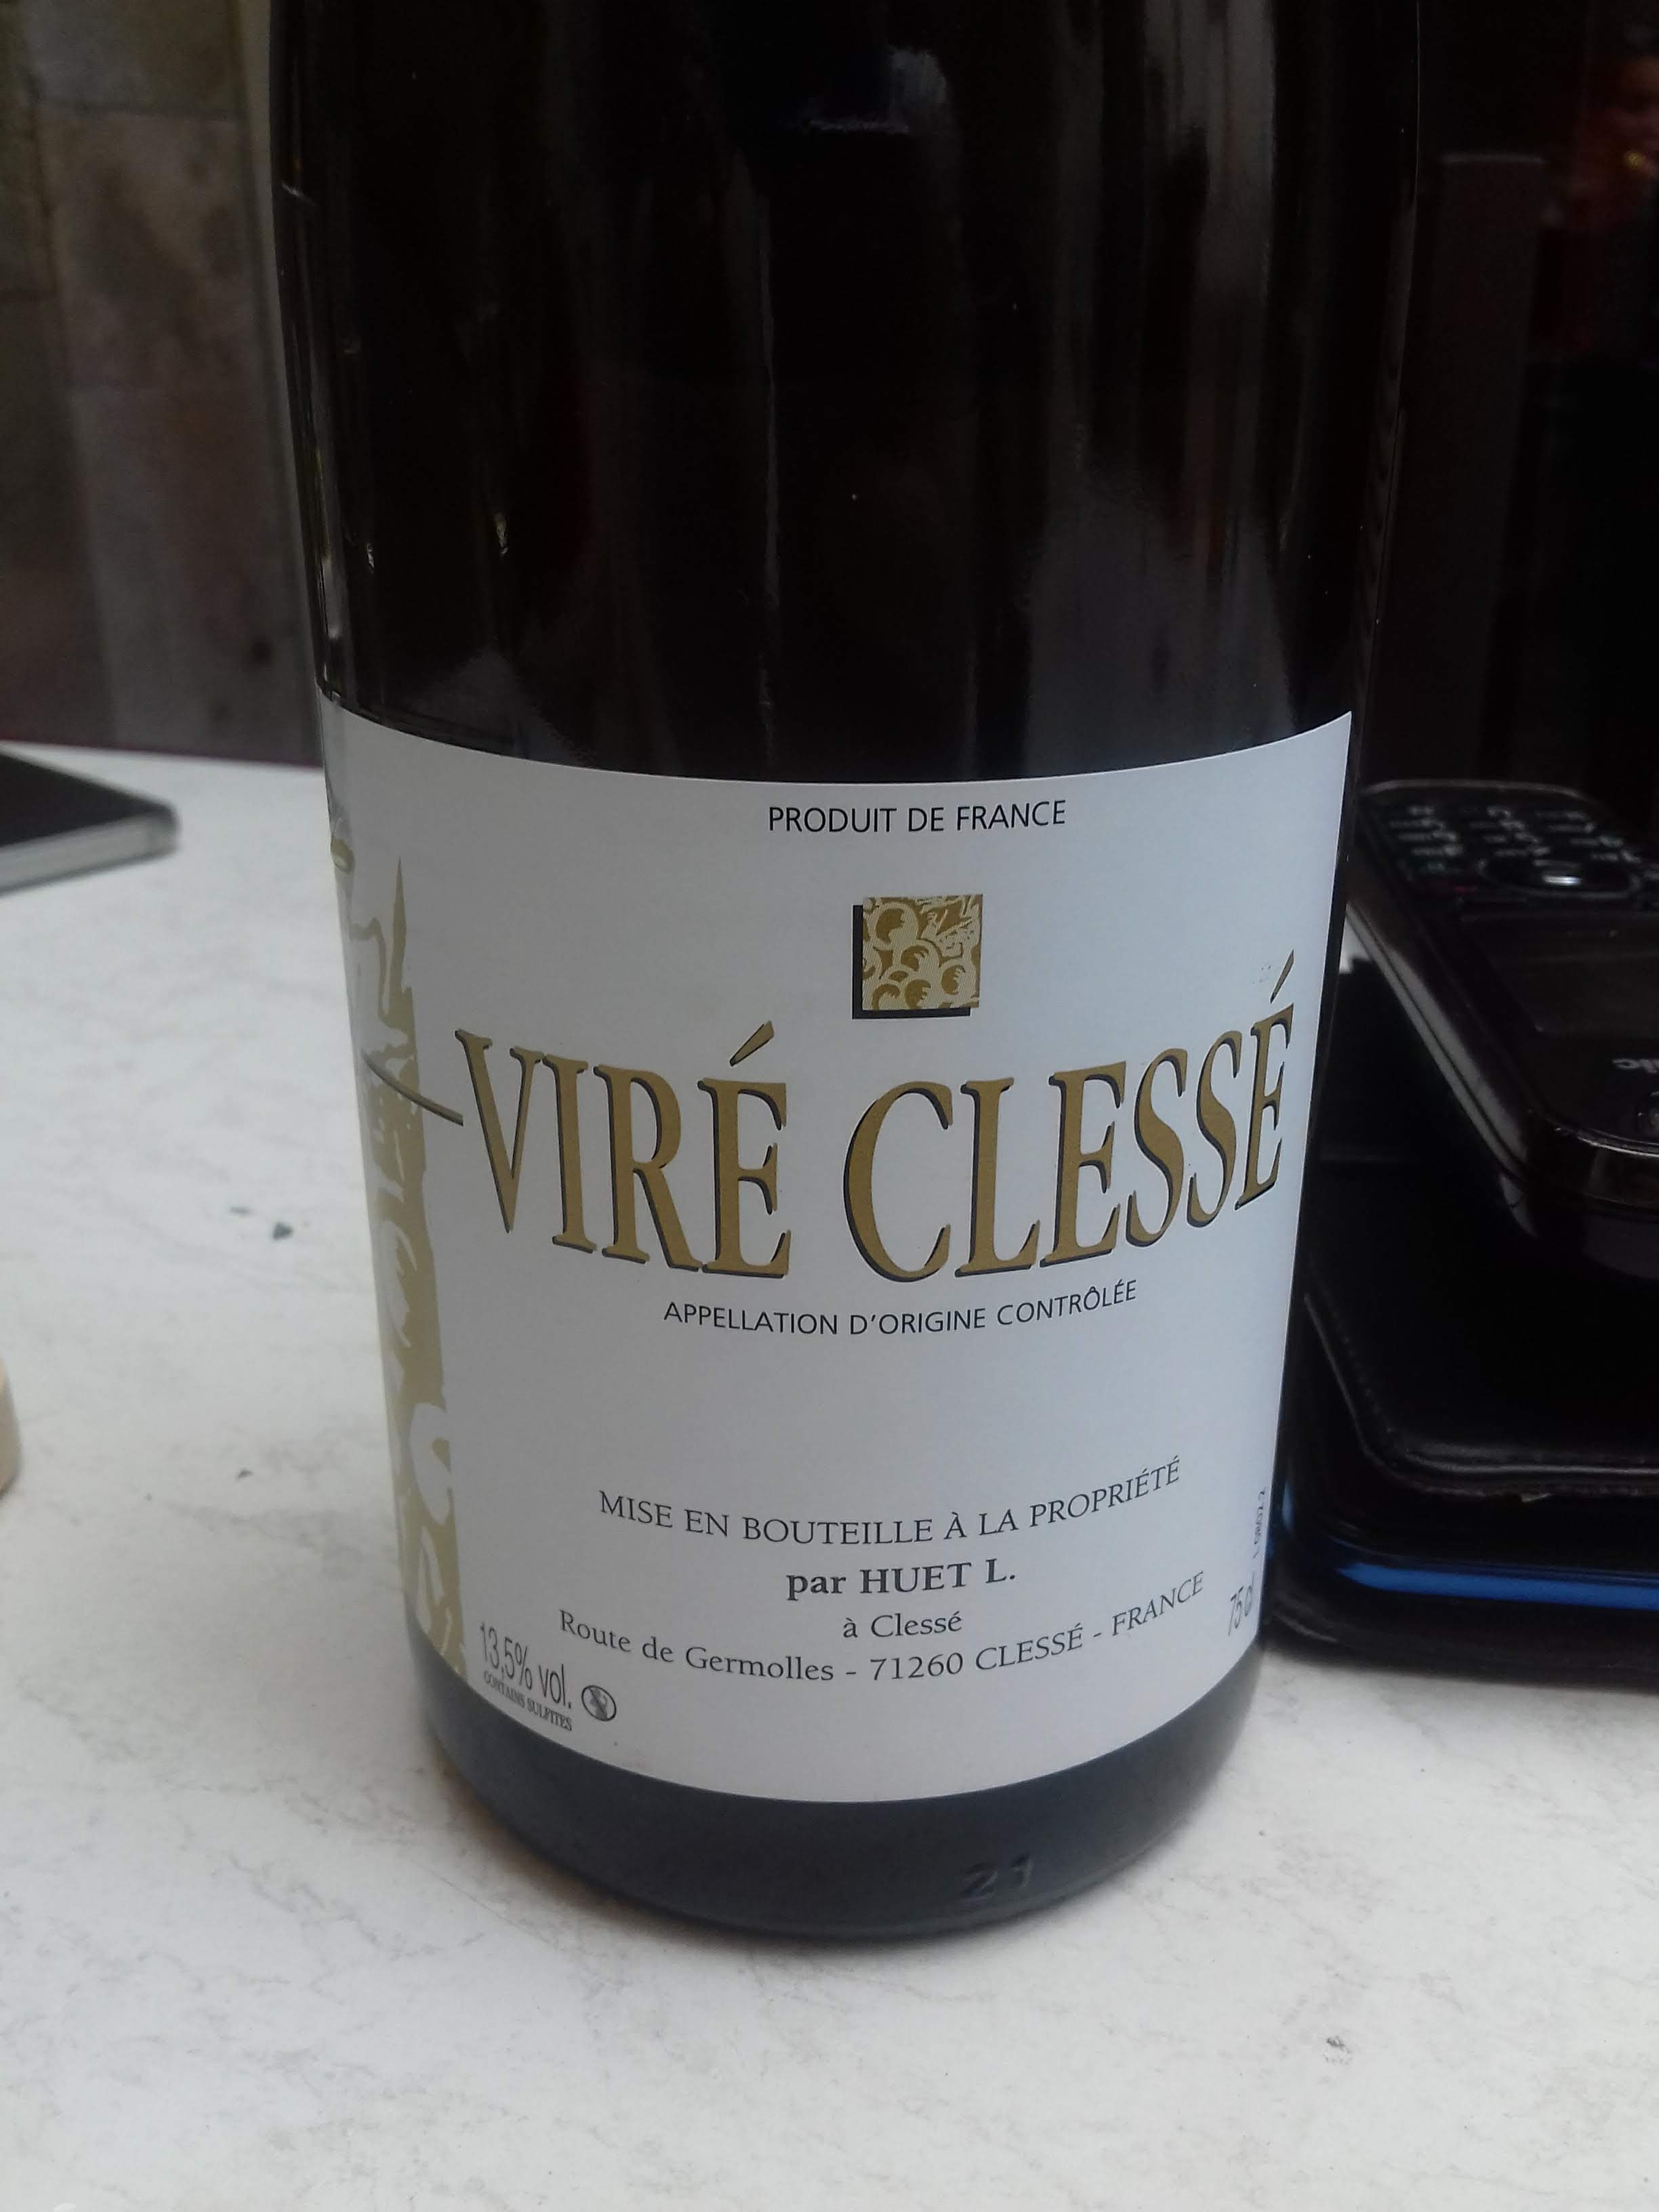 PRODUIT DE FRANCE
VIRÉ CLESSÉ
APPELLATION D'ORIGINE CONTRÔLÉE
MISE EN BOUTEILLE À LA PROPRIÉTÉ
par HUET L.
à Clessé
Route de Germolles - 71260 CLESSÉ - FRANCE
13,5% vol.
CONTAINS SULFITES
75 cl
21